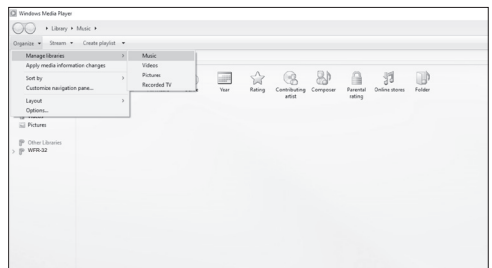 Windows Media Player
Library Music
Organize Stream Create playlist
Manage libraries
Apply media information changes
Sort by
Customize navigation pane...
Layout
Options...
Music
Videos
Pictures
Recorded TV
Year
Rating
Contributing artist
Composer
Parental rating
Online stores
Folder
Pictures
Other Libraries
WFR-32